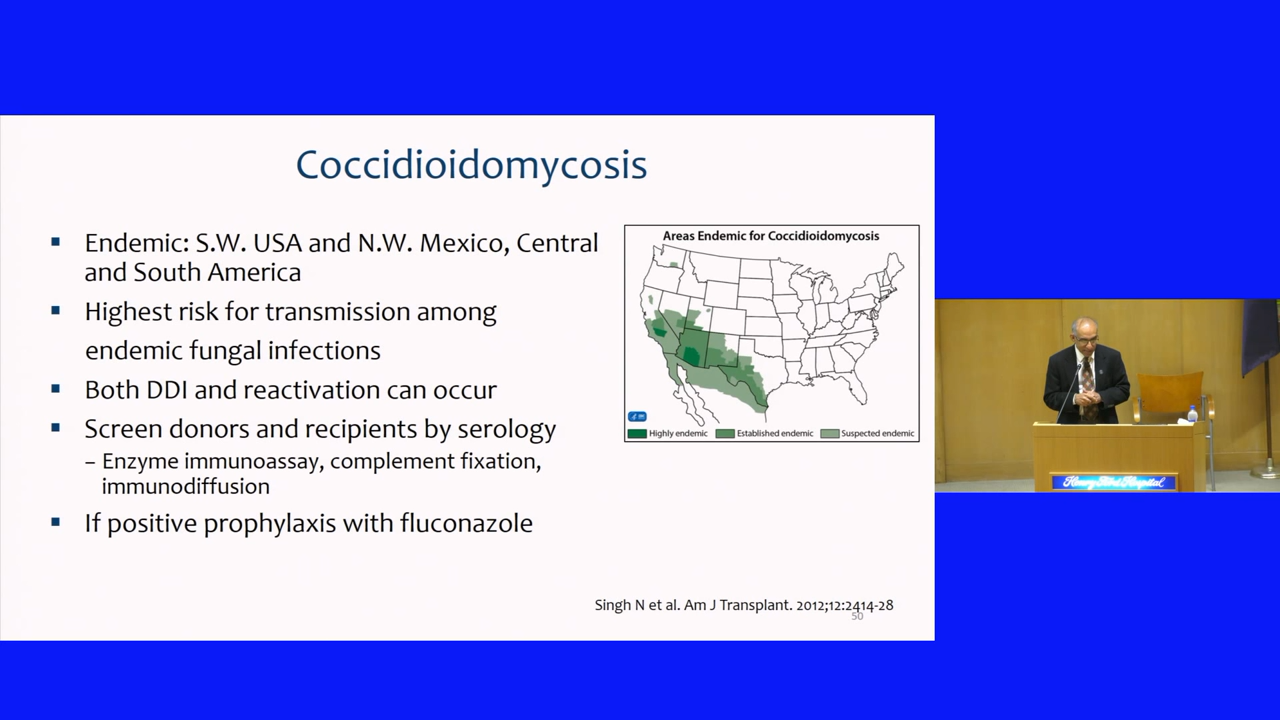 Coccidioidomycosis
▪ Endemic: S.W. USA and N.W. Mexico, Central
and South America
▪ Highest risk for transmission among
endemic fungal infections
▪ Both DDI and reactivation can occur
▪ Screen donors and recipients by serology
– Enzyme immunoassay, complement fixation,
immunodiffusion
▪ If positive prophylaxis with fluconazole
Areas Endemic for Coccidioidomycosis
Highly endemic Established endemic Suspected endemic
Singh N et al. Am J Transplant. 2012;12:2414-28
50
Henry Ford Hospital